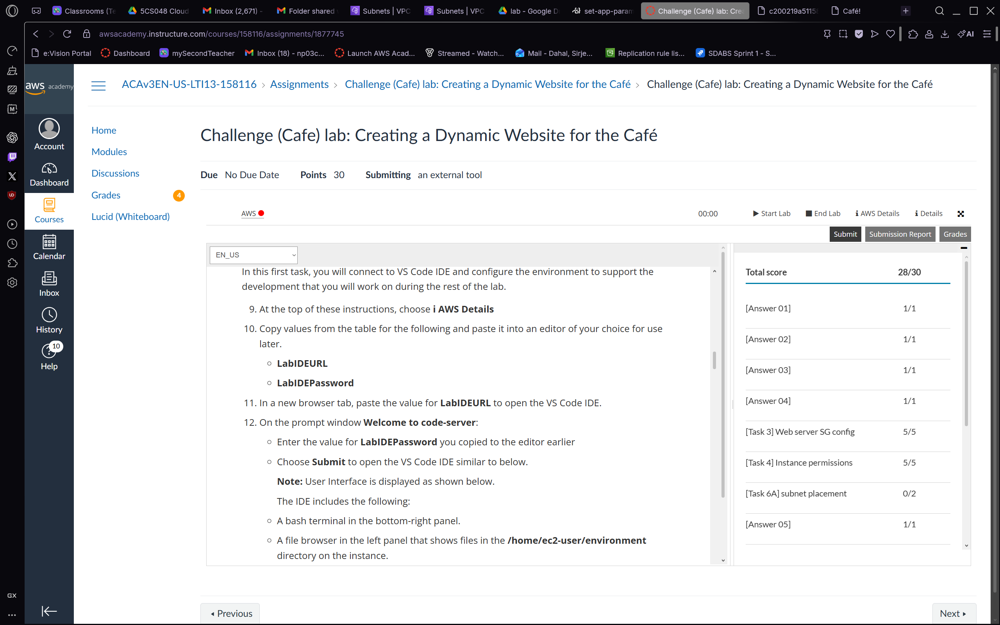 Classrooms (Te
5CS048 Cloud
Inbox (2,671) -
Folder shared
Subnets | VPC
Subnets | VPC
lab - Google D
set-app-param
Challenge (Cafe) lab: Crea
c200219a5115
Café!
awsacademy.instructure.com/courses/158116/assignments/1877745
AI
e:Vision Portal
Dashboard
mySecondTeacher
Inbox (18) - np03c...
Launch AWS Acad...
Streamed - Watch...
Mail - Dahal, Sirje...
Replication rule lis...
SDABS Sprint 1 - S...
aws academy
ACAv3EN-US-LTI13-158116 › Assignments › Challenge (Cafe) lab: Creating a Dynamic Website for the Café › Challenge (Cafe) lab: Creating a Dynamic Website for the Café
Account
Dashboard
Courses
Calendar
Inbox
History
10
Help
Home
Modules
Discussions
Grades 4
Lucid (Whiteboard)
Challenge (Cafe) lab: Creating a Dynamic Website for the Café
Due No Due Date Points 30 Submitting an external tool
AWS 00:00 Start Lab End Lab AWS Details Details
Submit Submission Report Grades
EN_US
In this first task, you will connect to VS Code IDE and configure the environment to support the
development that you will work on during the rest of the lab.
9. At the top of these instructions, choose i AWS Details
10. Copy values from the table for the following and paste it into an editor of your choice for use
later.
LabIDEURL
LabIDEPassword
11. In a new browser tab, paste the value for LabIDEURL to open the VS Code IDE.
12. On the prompt window Welcome to code-server:
Enter the value for LabIDEPassword you copied to the editor earlier
Choose Submit to open the VS Code IDE similar to below.
Note: User Interface is displayed as shown below.
The IDE includes the following:
A bash terminal in the bottom-right panel.
A file browser in the left panel that shows files in the /home/ec2-user/environment
directory on the instance.
Total score 28/30
[Answer 01] 1/1
[Answer 02] 1/1
[Answer 03] 1/1
[Answer 04] 1/1
[Task 3] Web server SG config 5/5
[Task 4] Instance permissions 5/5
[Task 6A] subnet placement 0/2
[Answer 05] 1/1
GX
Previous
Next